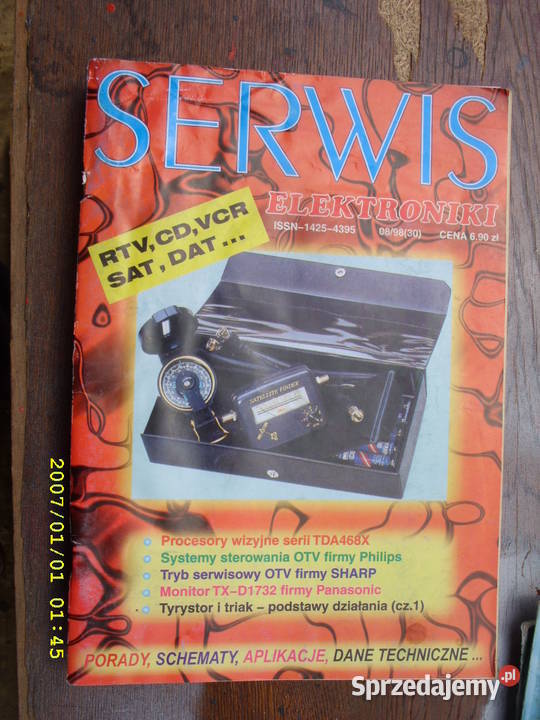 SERWIS
ELEKTRONIKI
ISSN-1425-4395 08/98(30) CENA 6.90 zł
RTV,CD,VCR
SAT, DAT ...
SATELLITE FINDER
Procesory wizyjne serii TDA468X
Systemy sterowania OTV firmy Philips
Tryb serwisowy OTV firmy SHARP
Monitor TX-D1732 firmy Panasonic
Tyrystor i triak - podstawy działania (cz.1)
PORADY, SCHEMATY, APLIKACJE, DANE TECHNICZNE ...
2007/01/01 01:45
Sprzedajemy.pl